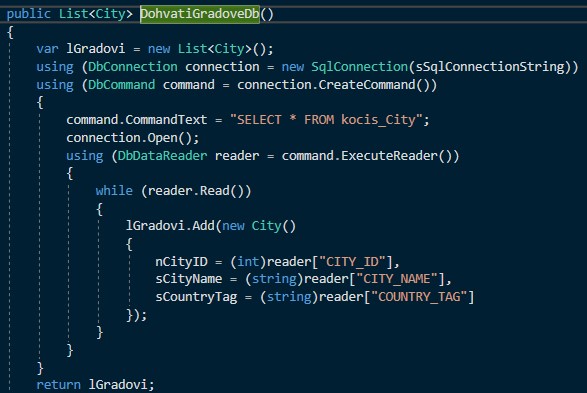 public List<City> DohvatiGradoveDb()
{
    var lGradovi = new List<City>();
    using (DbConnection connection = new SqlConnection(sSqlConnectionString))
    using (DbCommand command = connection.CreateCommand())
    {
        command.CommandText = "SELECT * FROM kocis_City";
        connection.Open();
        using (DbDataReader reader = command.ExecuteReader())
        {
            while (reader.Read())
            {
                lGradovi.Add(new City()
                {
                    nCityID = (int)reader["CITY_ID"],
                    sCityName = (string)reader["CITY_NAME"],
                    sCountryTag = (string)reader["COUNTRY_TAG"]
                });
            }
        }
    }
    return lGradovi;